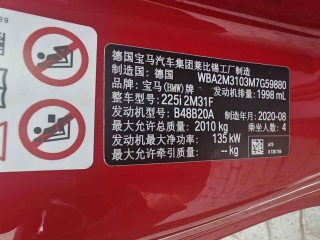 德国宝马汽车集团莱比锡工厂制造
制造国：德国 WBA2M3103M7G59880
品牌：宝马(BMW)牌 发动机排量：1998 mL
整车型号：225i 2M31F
发动机型号：B48B20A 制造年月：2020-08
最大允许总质量：2010 kg 乘坐人数：4
最大净功率： 135 kW
最大允许牵引质量： -- kg